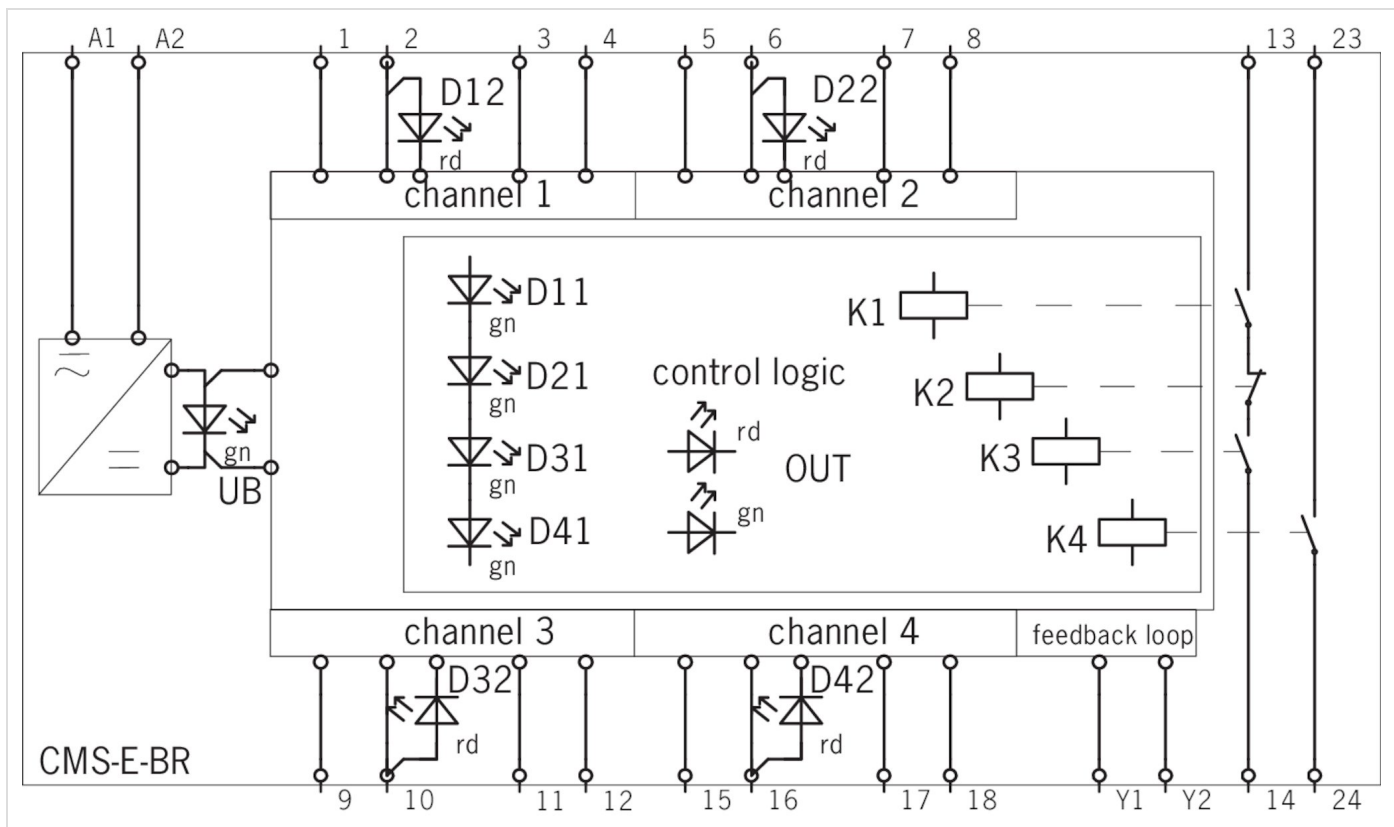 A1 A2 1 2 3 4 5 6 7 8 13 23
D12 D22
rd rd
channel 1 channel 2
D11
gn
K1
D21
gn
control logic
K2
rd
D31
gn
OUT
K3
gn
UB
gn
D41
gn
K4
channel 3 channel 4 feedback loop
D32 D42
rd rd
CMS-E-BR
9 10 11 12 15 16 17 18 Y1 Y2 14 24